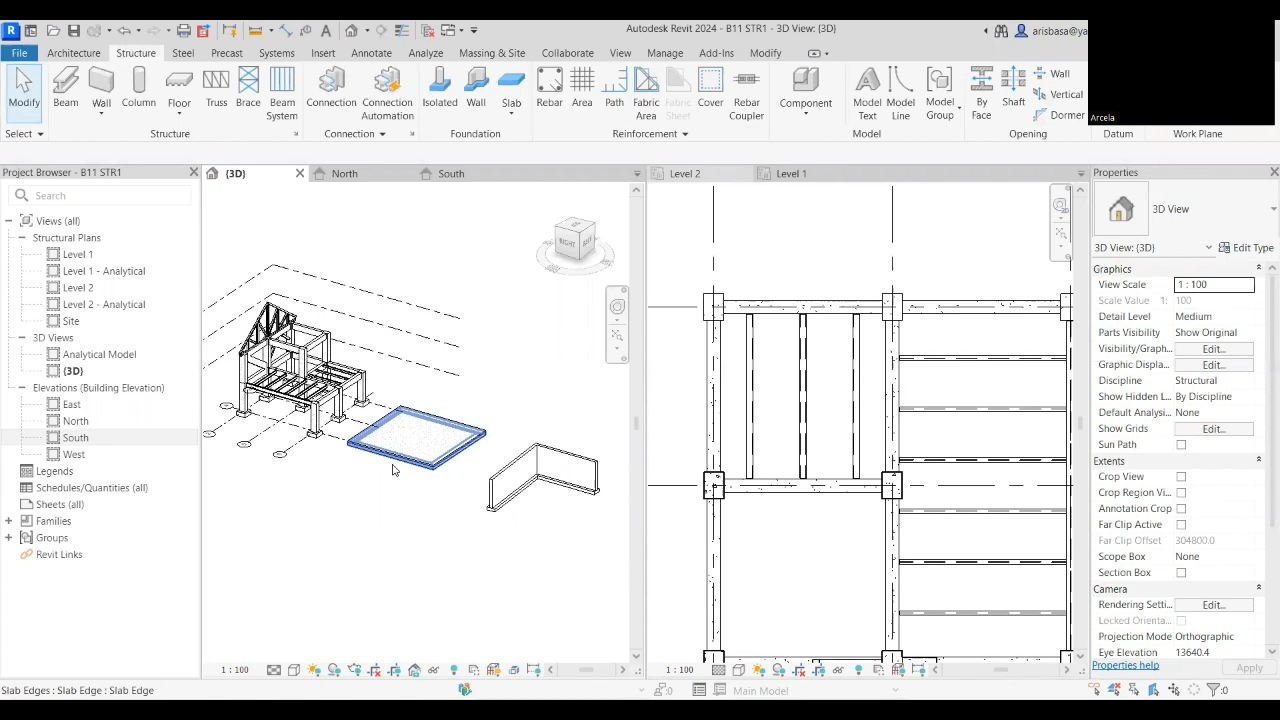 Autodesk Revit 2024 - B11 STR1 - 3D View: {3D}
arisbasa@ya
File Architecture Structure Steel Precast Systems Insert Annotate Analyze Massing & Site Collaborate View Manage Add-Ins Modify
Modify Beam Wall Column Floor Truss Brace Beam System Connection Connection Automation Isolated Wall Slab Rebar Area Path Fabric Area Fabric Sheet Cover Rebar Coupler Component Model Text Model Line Model Group By Face Shaft Wall Vertical Dormer
Arcela
Select Structure Connection Foundation Reinforcement Model Opening Datum Work Plane
Project Browser - B11 STR1
Search
Views (all)
Structural Plans
Level 1
Level 1 - Analytical
Level 2
Level 2 - Analytical
Site
3D Views
Analytical Model
{3D}
Elevations (Building Elevation)
East
North
South
West
Legends
Schedules/Quantities (all)
Sheets (all)
Families
Groups
Revit Links
{3D} North South
RIGHT
Level 2 Level 1
Properties
3D View
3D View: {3D} Edit Type
Graphics
View Scale 1 : 100
Scale Value 1: 100
Detail Level Medium
Parts Visibility Show Original
Visibility/Graph... Edit...
Graphic Displa... Edit...
Discipline Structural
Show Hidden L... By Discipline
Default Analysi... None
Show Grids Edit...
Sun Path
Extents
Crop View
Crop Region Vi...
Annotation Crop
Far Clip Active
Far Clip Offset 304800.0
Scope Box None
Section Box
Camera
Rendering Setti... Edit...
Locked Orienta...
Projection Mode Orthographic
Eye Elevation 13640.4
Properties help Apply
1 : 100
1 : 100
Slab Edges : Slab Edge : Slab Edge
:0 Main Model :0